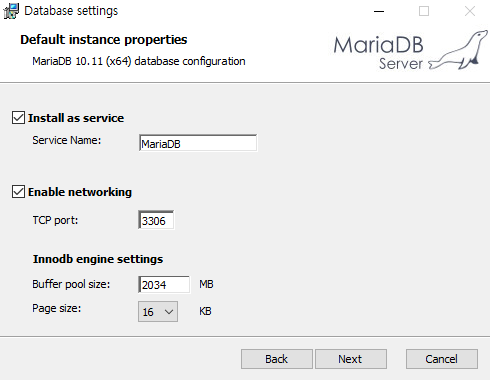 Database settings
Default instance properties
MariaDB 10.11 (x64) database configuration
MariaDB
Server
Install as service
Service Name: MariaDB
Enable networking
TCP port: 3306
Innodb engine settings
Buffer pool size: 2034 MB
Page size: 16 KB
Back Next Cancel